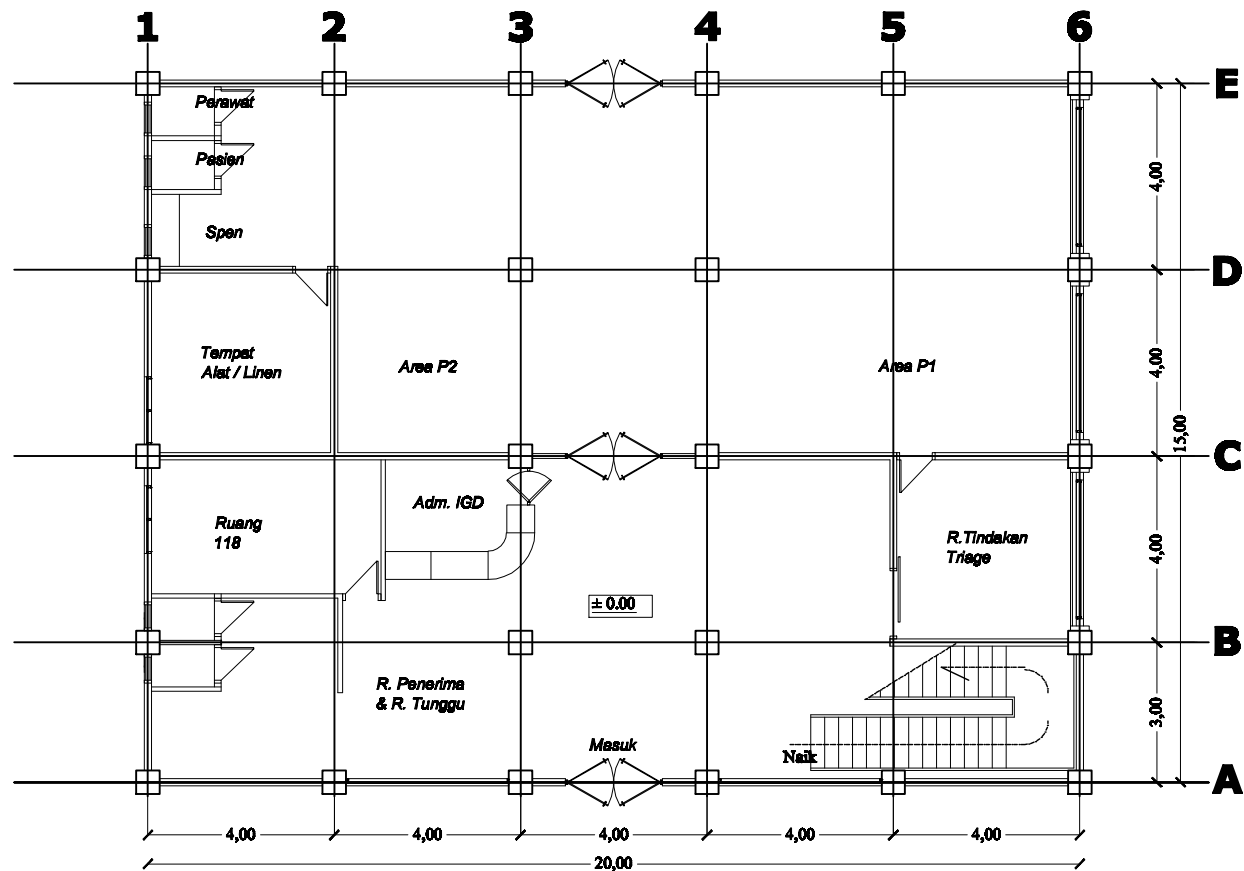 1 2 3 4 5 6
E
Perawat
Pasien
4,00
Spen
D
Tempat
Alat / Linen
Area P2
Area P1
4,00
15,00
C
Adm. IGD
Ruang
118
R.Tindakan
Triage
4,00
± 0.00
B
R. Penerima
& R. Tunggu
3,00
Masuk
Naik
A
4,00 4,00 4,00 4,00 4,00
20,00